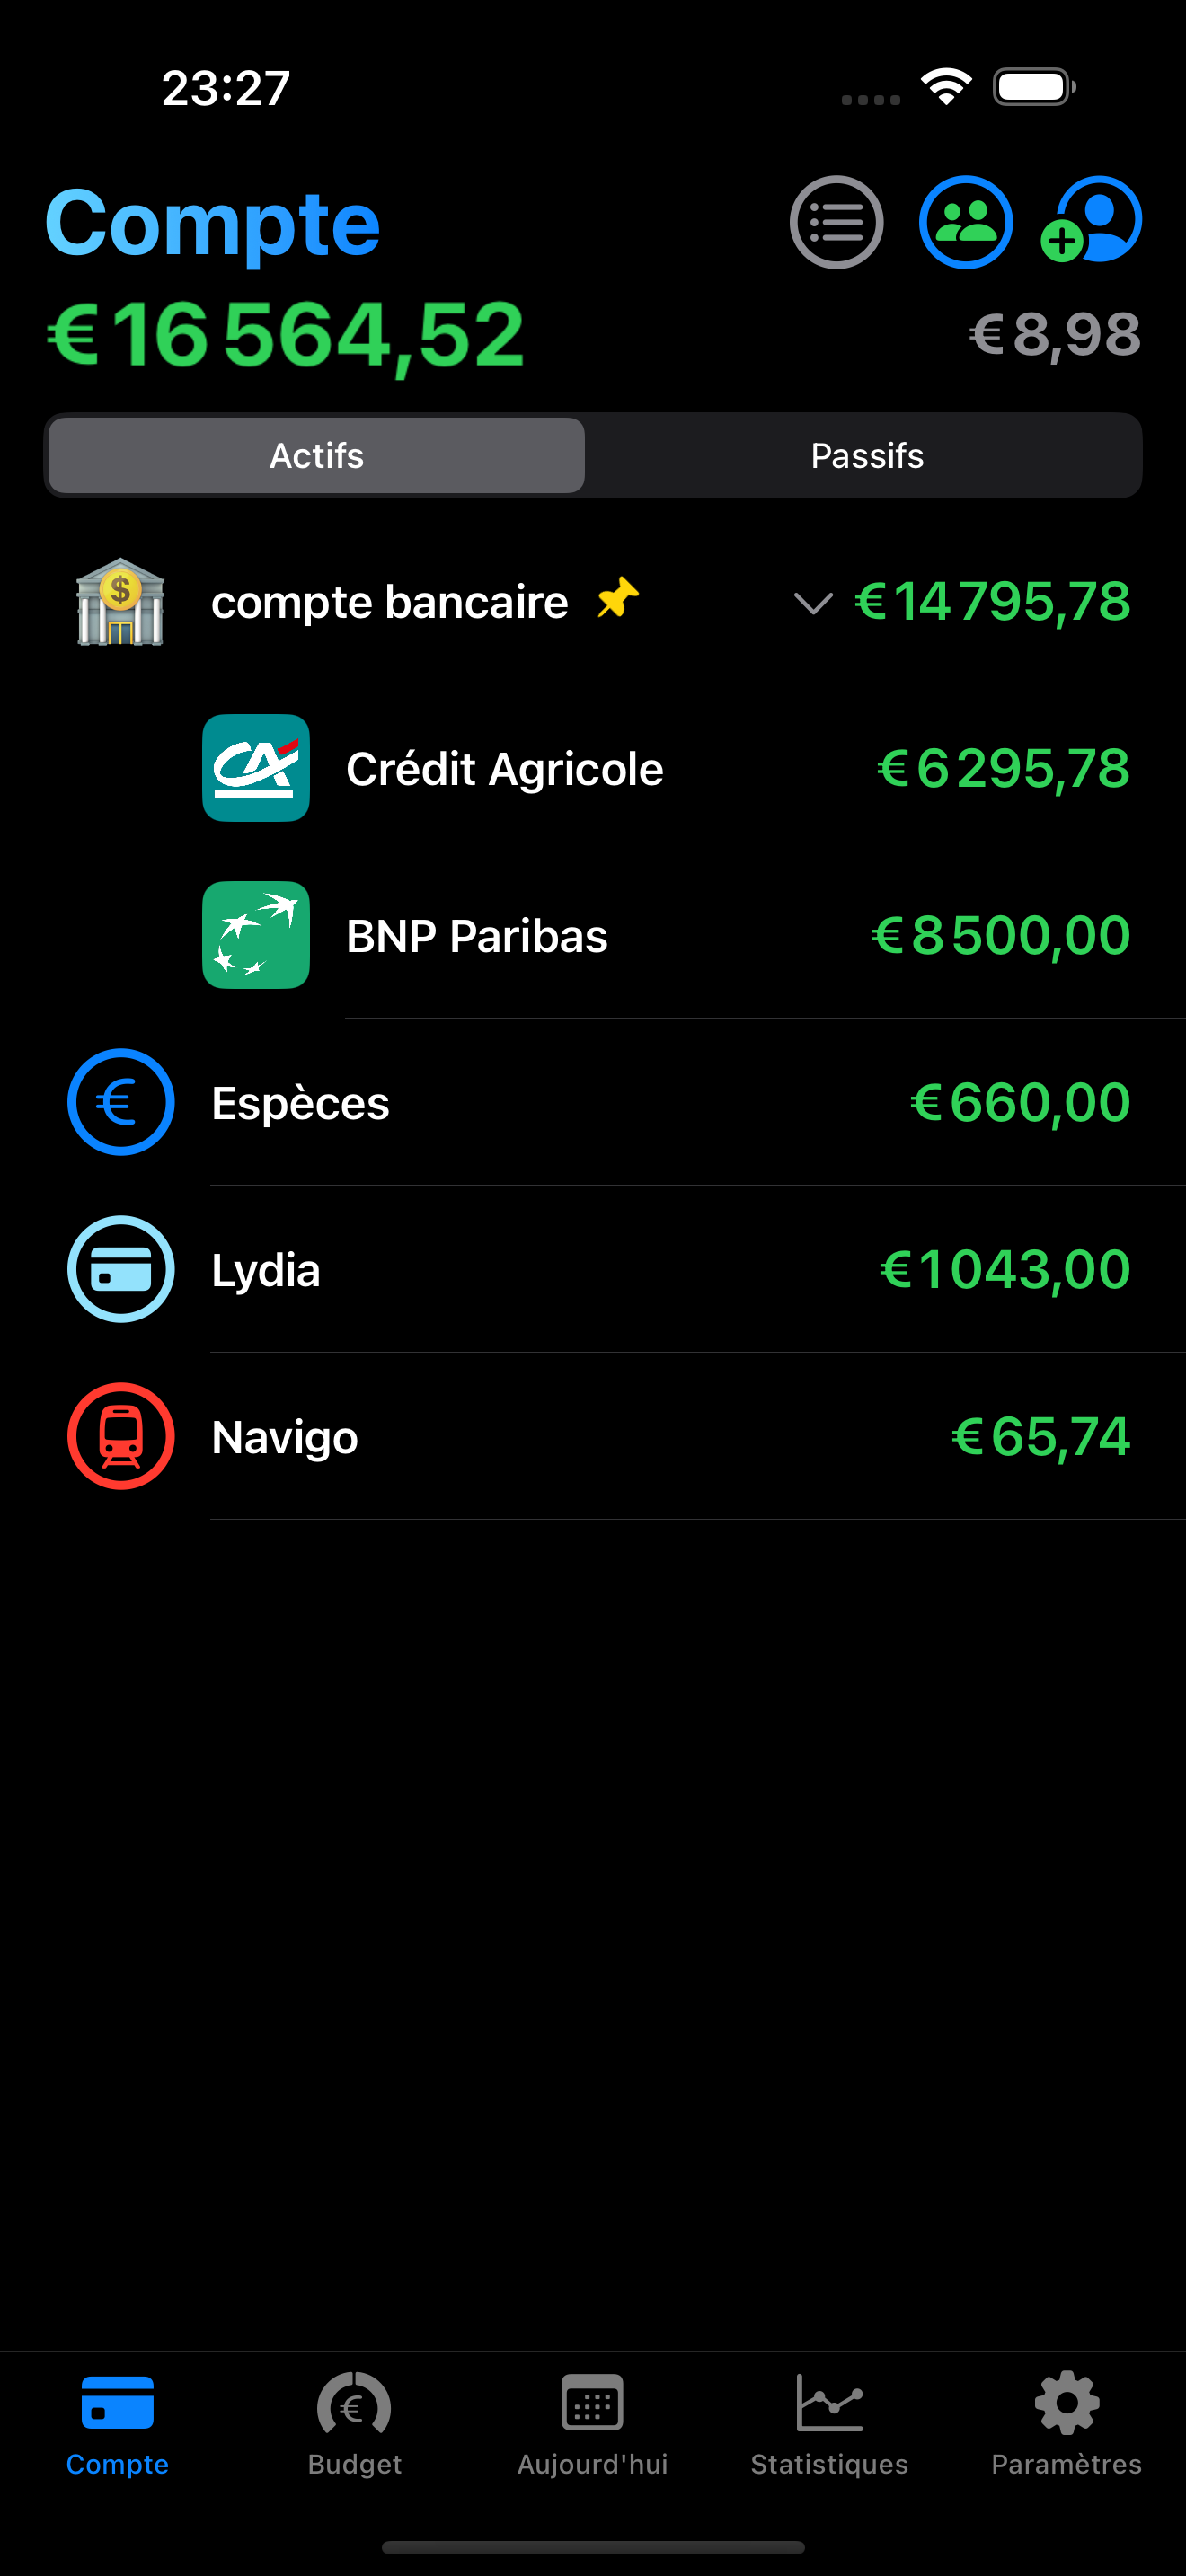 23:27
Compte
€16 564,52
€8,98
Actifs Passifs
compte bancaire €14 795,78
Crédit Agricole €6 295,78
BNP Paribas €8 500,00
€ Espèces €660,00
Lydia €1 043,00
Navigo €65,74
Compte Budget Aujourd'hui Statistiques Paramètres